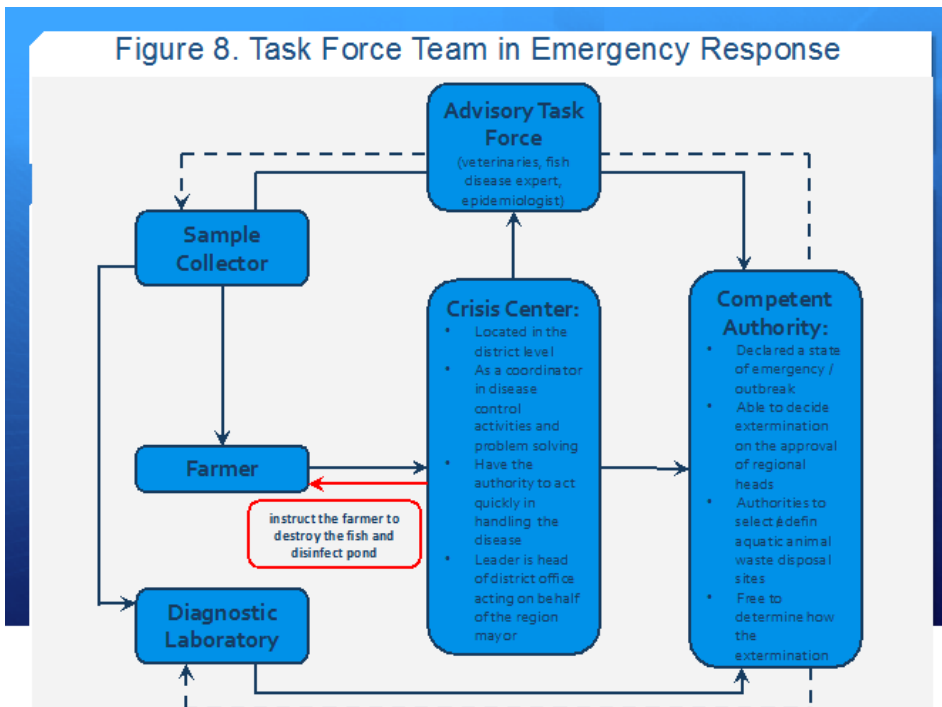 Figure 8. Task Force Team in Emergency Response
Advisory Task
Force
(veterinaries, fish
disease expert,
epidemiologist)
Sample
Collector
Farmer
instruct the farmer to
destroy the fish and
disinfect pond
Diagnostic
Laboratory
Crisis Center:
• Located in the
district level
• As a coordinator
in disease
control
activities and
problem solving
• Have the
authority to act
quickly in
handling the
disease
• Leader is head
of district office
acting on behalf
of the region
mayor
Competent
Authority:
• Declared a state
of emergency /
outbreak
• Able to decide
extermination
on the approval
of regional
heads
• Authorities to
select
aquatic animal
waste disposal
sites
• Free to
determine how
the
extermination